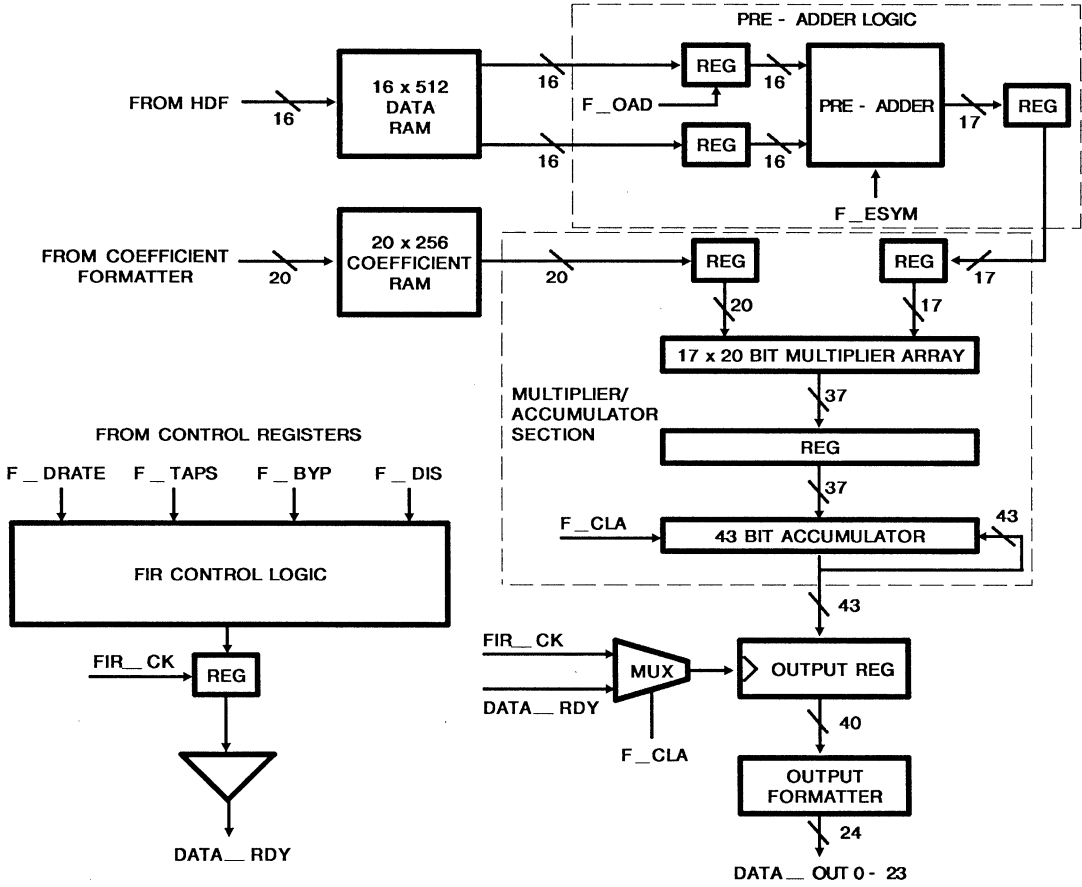 PRE - ADDER LOGIC
FROM HDF
16
16 x 512
DATA
RAM
16
16
REG
F_OAD
REG
16
16
PRE - ADDER
F_ESYM
17
REG
FROM COEFFICIENT
FORMATTER
20
20 x 256
COEFFICIENT
RAM
20
REG
REG
17
20
17
17 x 20 BIT MULTIPLIER ARRAY
37
MULTIPLIER/
ACCUMULATOR
SECTION
REG
37
F_CLA
43 BIT ACCUMULATOR
43
43
FROM CONTROL REGISTERS
F_DRATE
F_TAPS
F_BYP
F_DIS
FIR CONTROL LOGIC
FIR_CK
REG
DATA_RDY
FIR_CK
DATA_RDY
MUX
F_CLA
OUTPUT REG
40
OUTPUT
FORMATTER
24
DATA_OUT 0 - 23